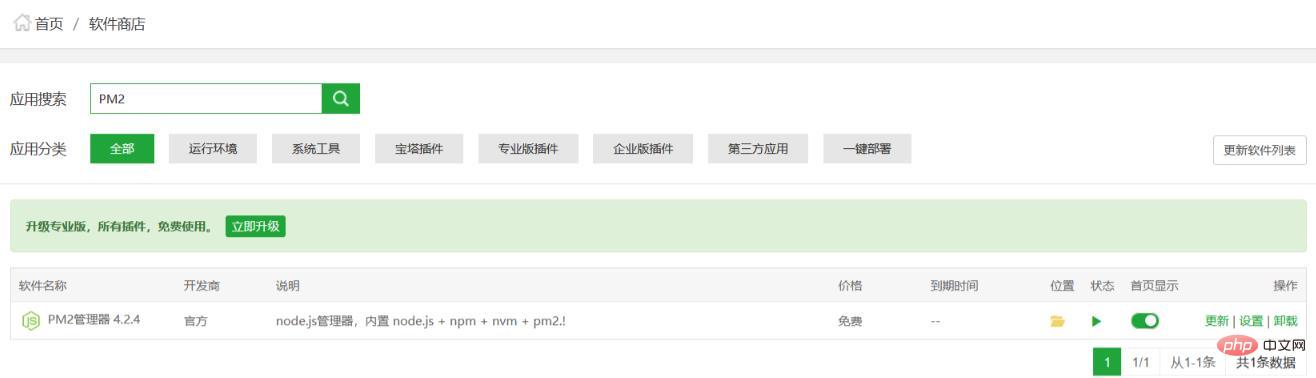 首页 / 软件商店
应用搜索 PM2
应用分类 全部 运行环境 系统工具 宝塔插件 专业版插件 企业版插件 第三方应用 一键部署 更新软件列表
升级专业版，所有插件，免费使用。 立即升级
软件名称 开发商 说明 价格 到期时间 位置 状态 首页显示 操作
JS PM2管理器 4.2.4 官方 node.js管理器，内置 node.js + npm + nvm + pm2.! 免费 -- 更新 | 设置 | 卸载
php 中文网
1 1/1 从1-1条 共1条数据